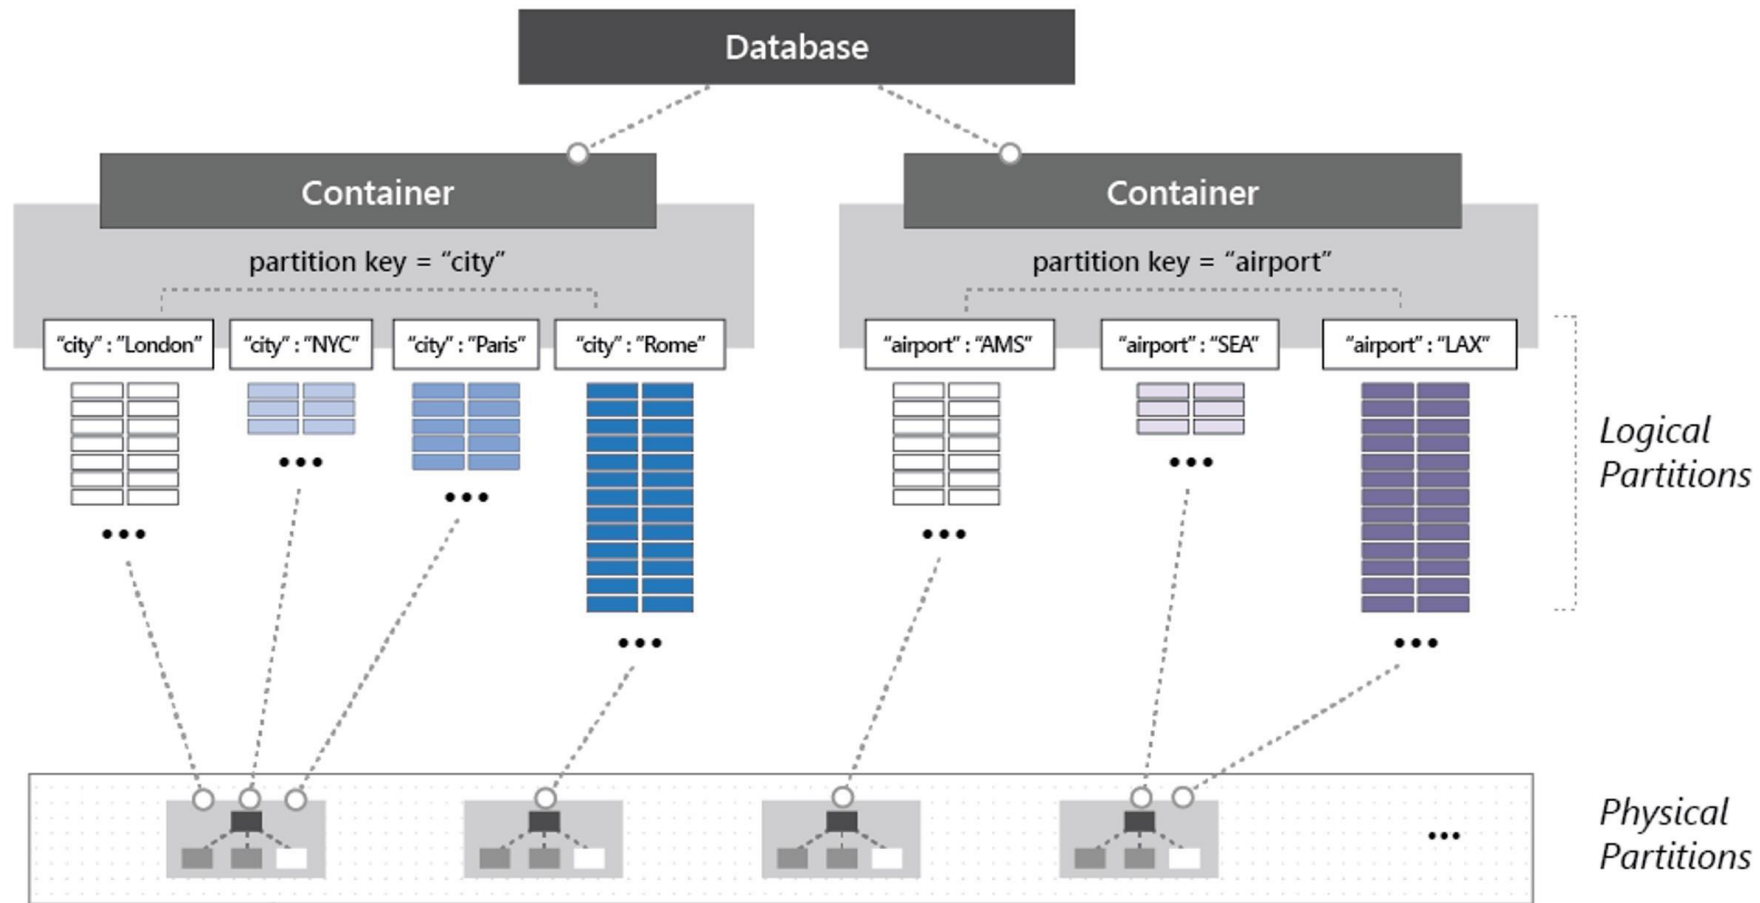 Database
Container
Container
partition key = “city”
partition key = “airport”
“city” : “London”
“city” : “NYC”
“city” : “Paris”
“city” : “Rome”
“airport” : “AMS”
“airport” : “SEA”
“airport” : “LAX”
Logical
Partitions
Physical
Partitions